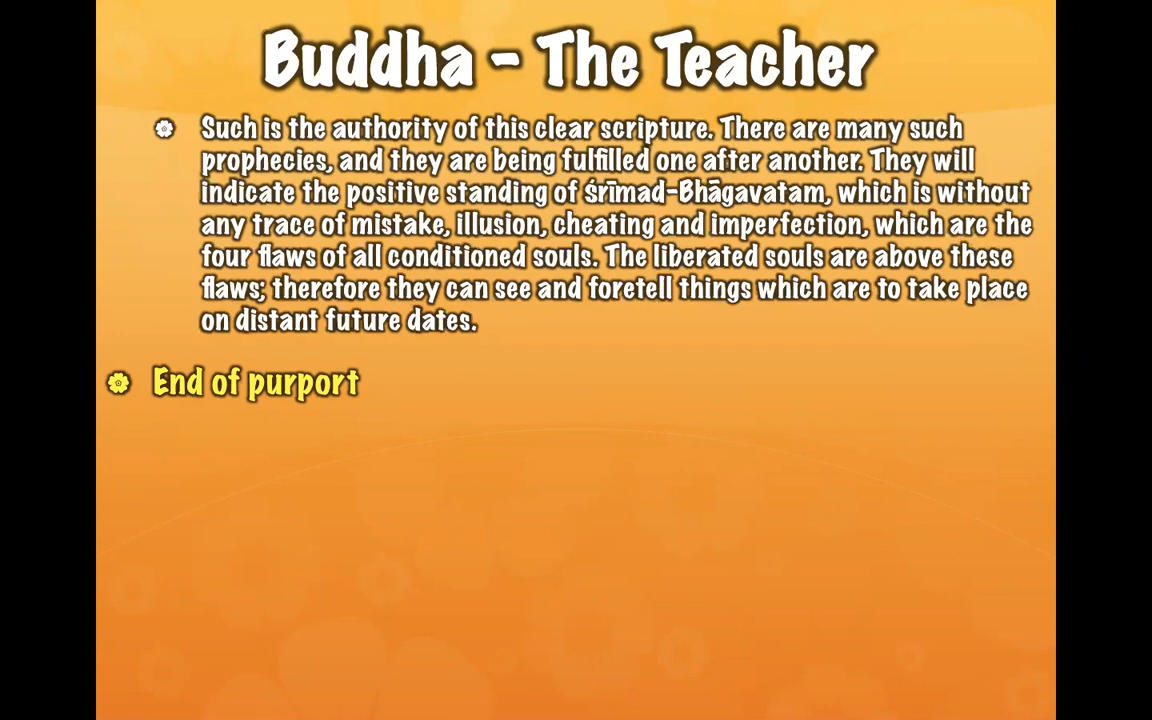 Buddha - The Teacher
Such is the authority of this clear scripture. There are many such
prophecies, and they are being fulfilled one after another. They will
indicate the positive standing of śrīmad-Bhāgavatam, which is without
any trace of mistake, illusion, cheating and imperfection, which are the
four flaws of all conditioned souls. The liberated souls are above these
flaws; therefore they can see and foretell things which are to take place
on distant future dates.
End of purport